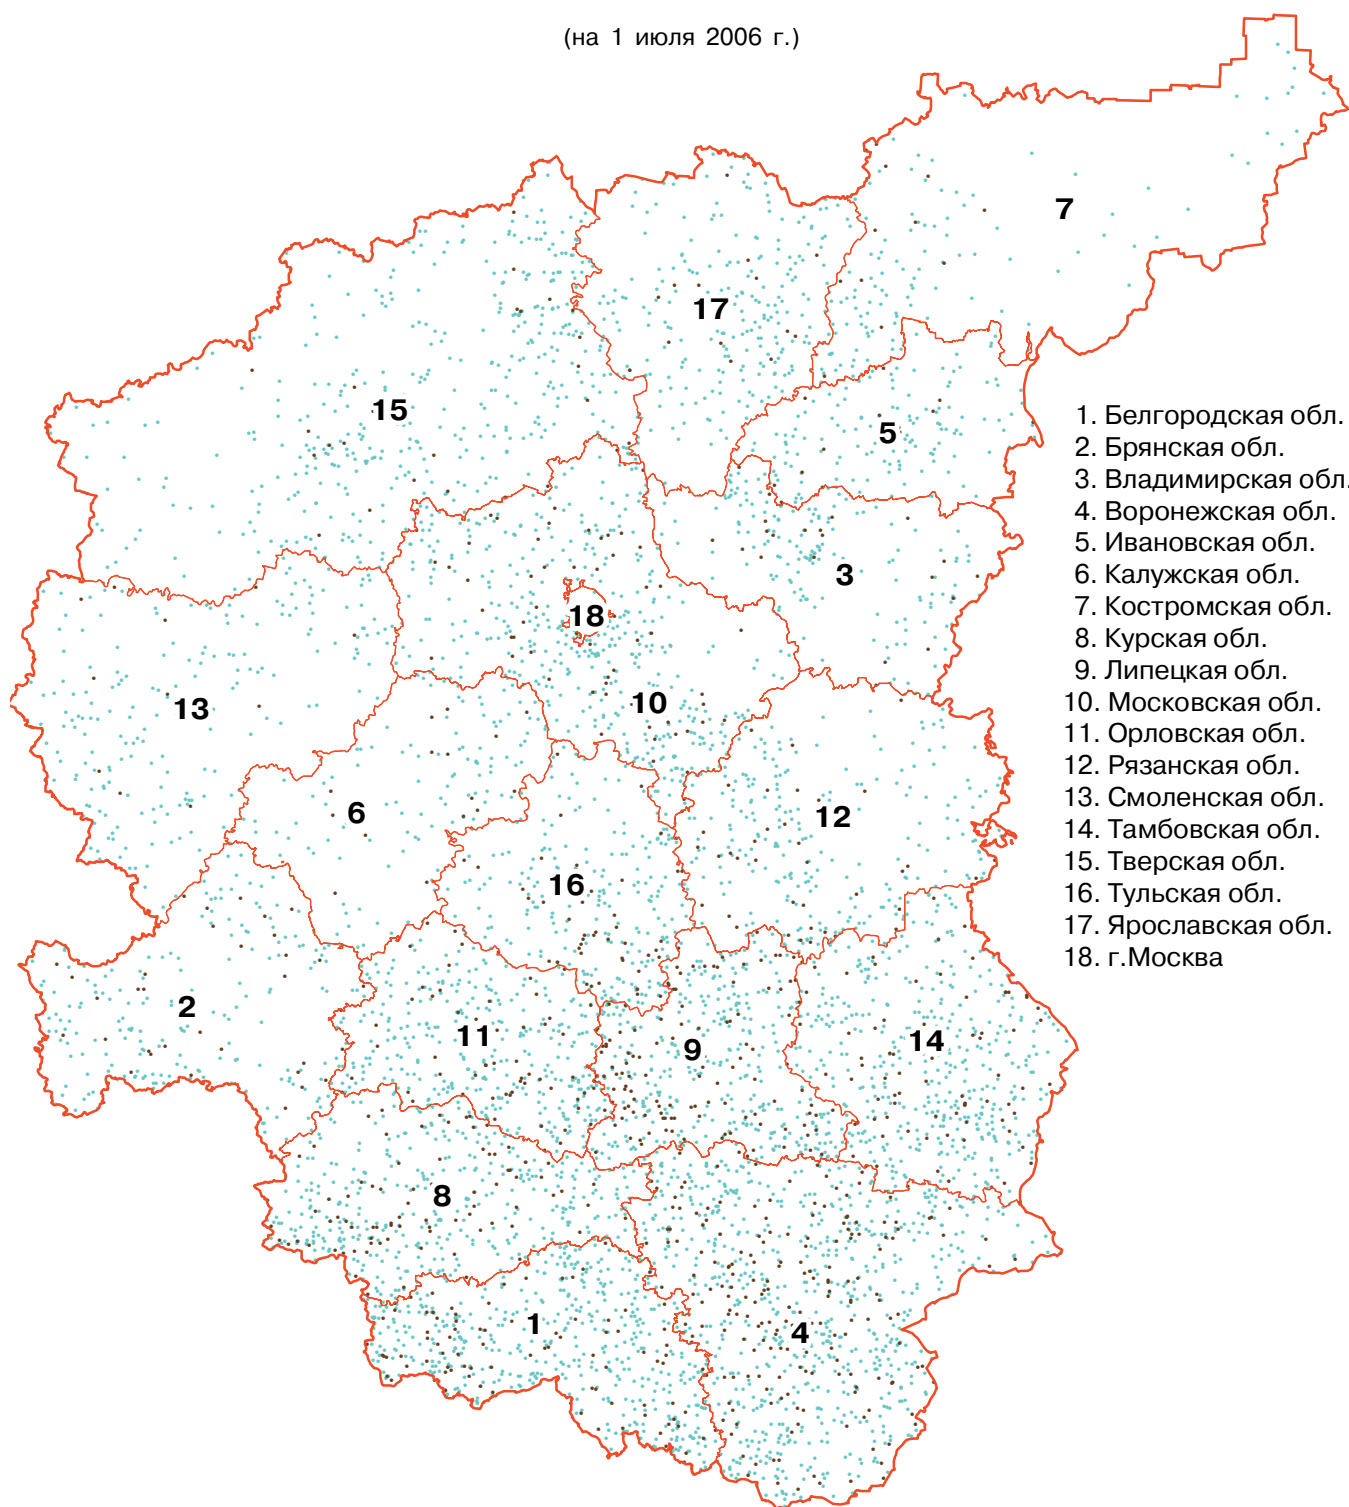 (на 1 июля 2006 г.)
7
17
15
5
3
18
13
10
6
12
16
2
11
9
14
8
1
4
1. Белгородская обл.
2. Брянская обл.
3. Владимирская обл.
4. Воронежская обл.
5. Ивановская обл.
6. Калужская обл.
7. Костромская обл.
8. Курская обл.
9. Липецкая обл.
10. Московская обл.
11. Орловская обл.
12. Рязанская обл.
13. Смоленская обл.
14. Тамбовская обл.
15. Тверская обл.
16. Тульская обл.
17. Ярославская обл.
18. г.Москва